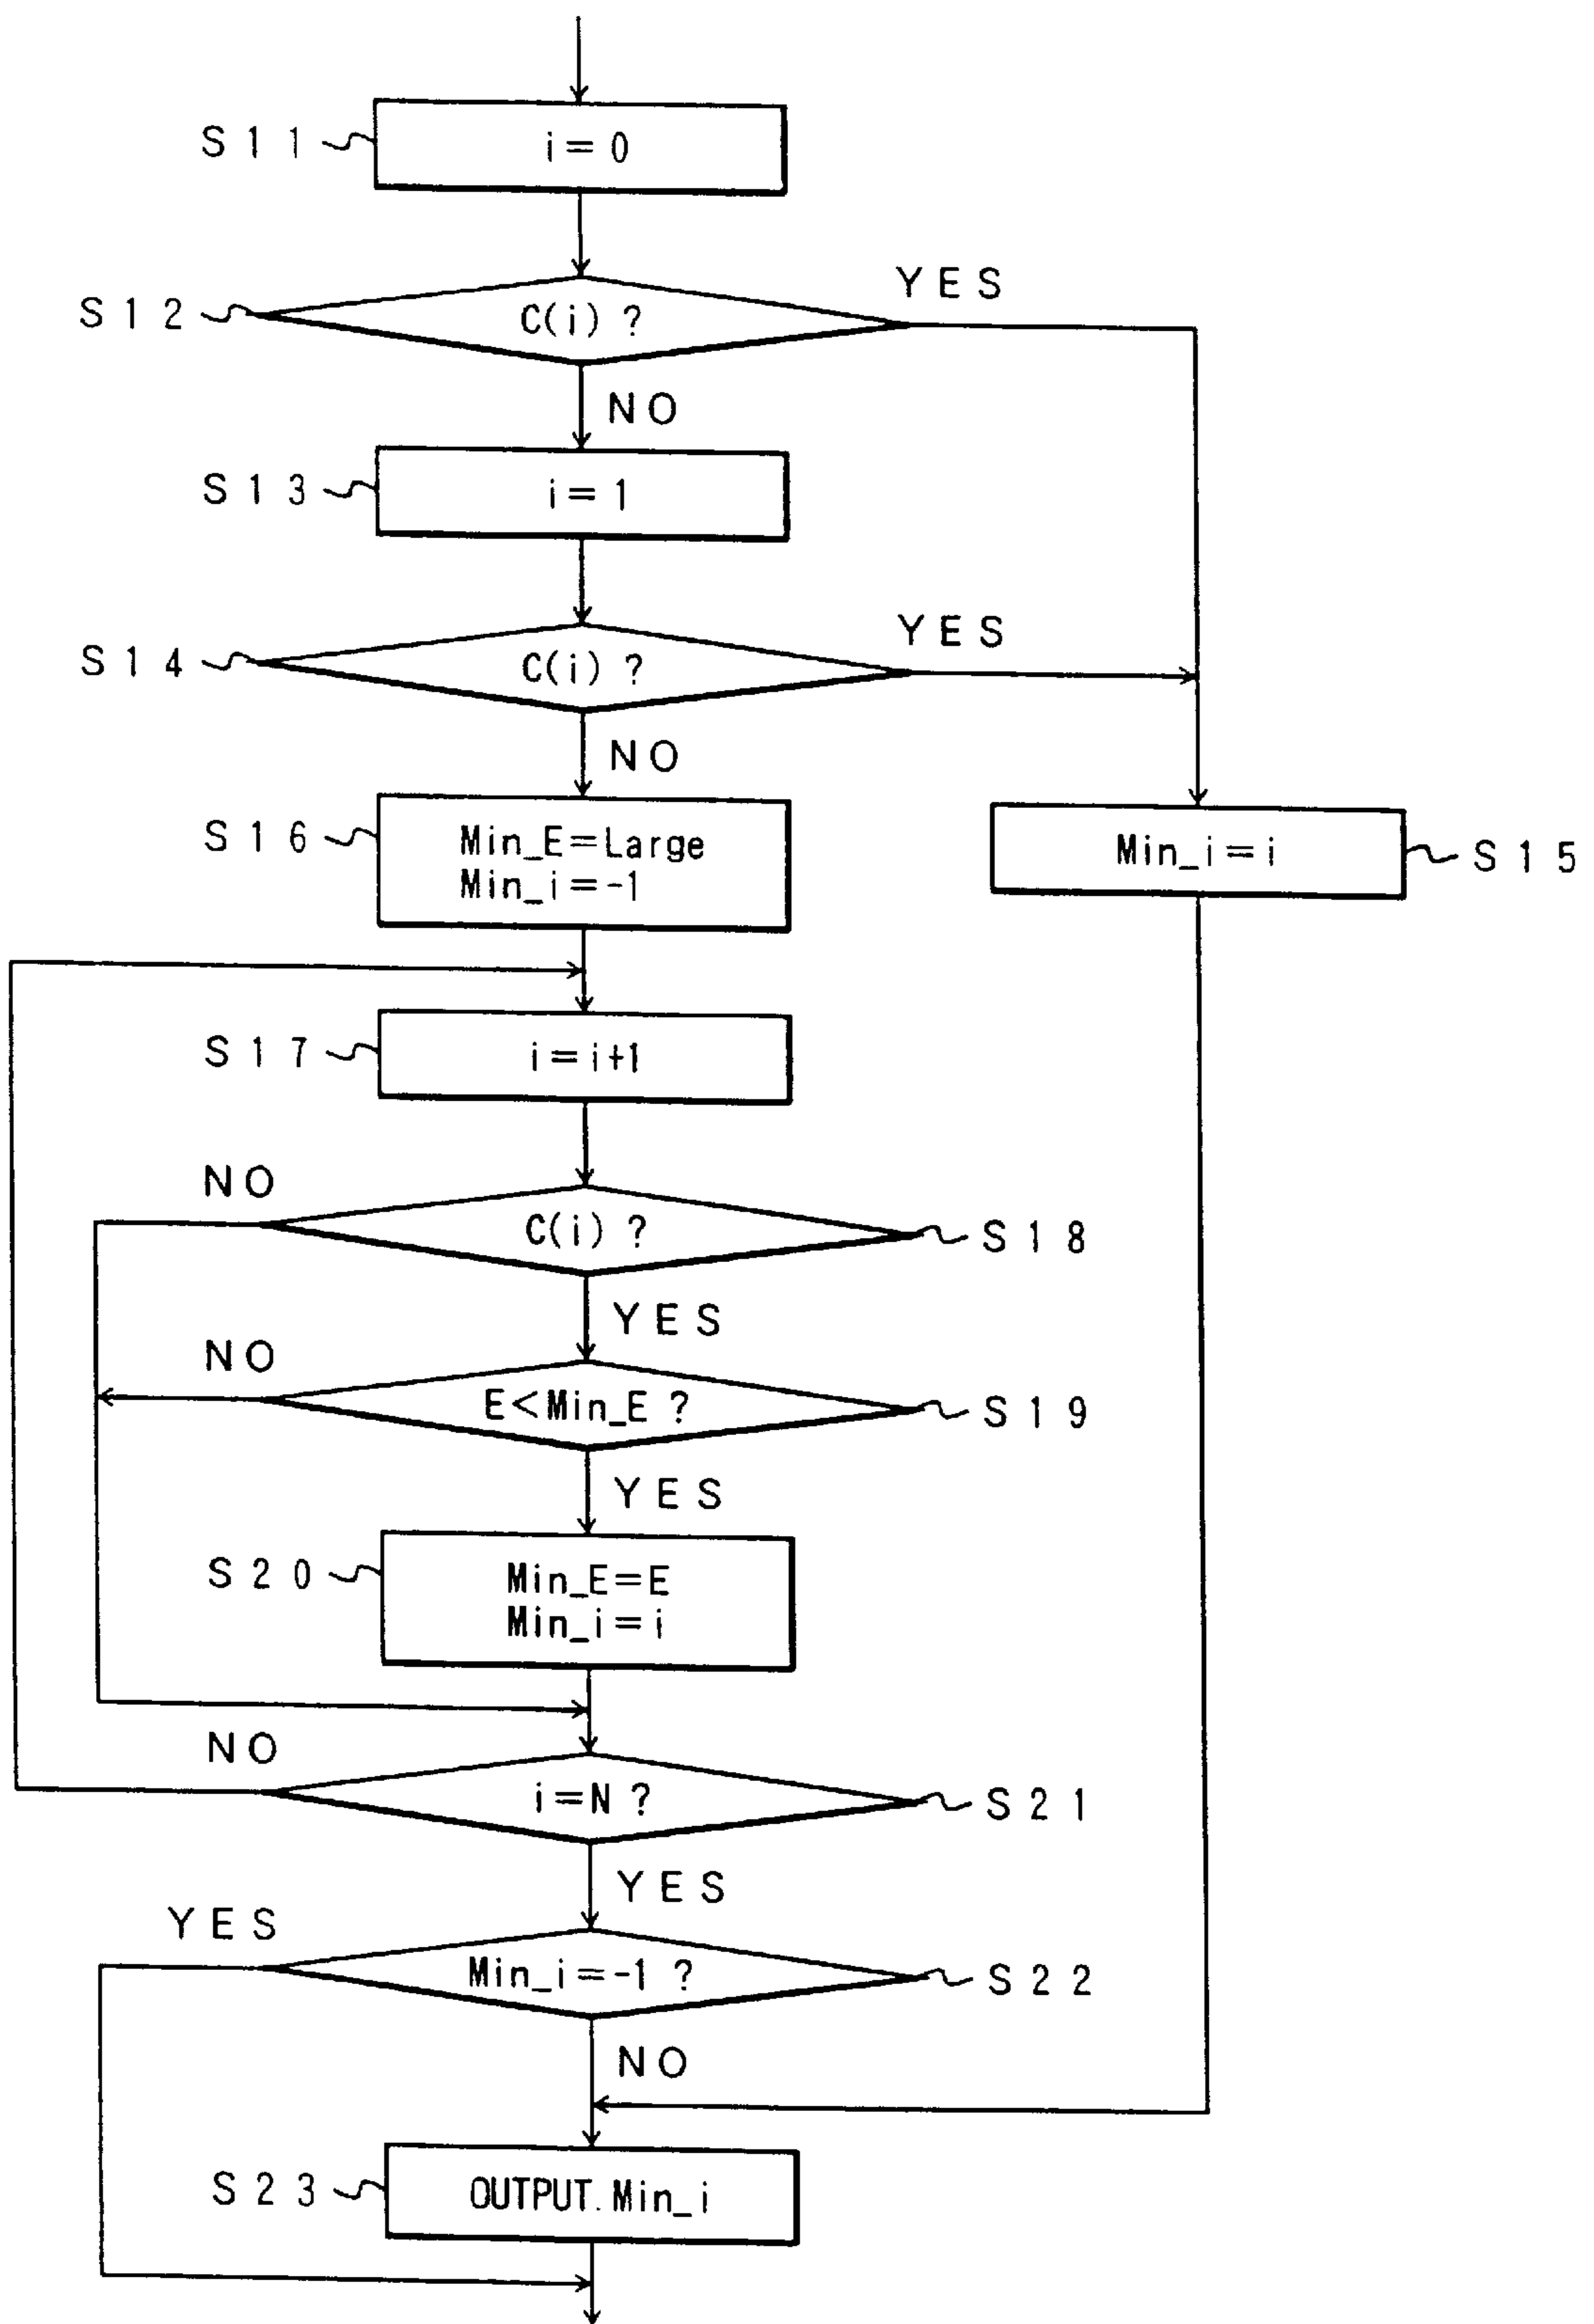 S11
i=0
YES
S12
C(i) ?
NO
S13
i=1
YES
S14
C(i) ?
NO
S16
Min_E=Large
Min_i=-1
Min_i=i
S15
S17
i=i+1
NO
C(i) ?
S18
YES
NO
E<Min_E ?
S19
YES
S20
Min_E=E
Min_i=i
NO
i=N ?
S21
YES
YES
Min_i=-1 ?
S22
NO
S23
OUTPUT. Min_i